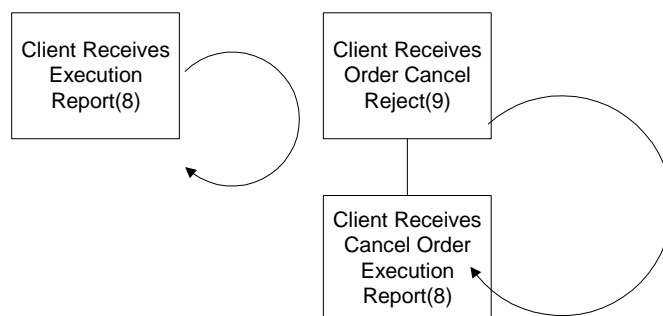 Client Receives
Execution
Report(8)
Client Receives
Order Cancel
Reject(9)
Client Receives
Cancel Order
Execution
Report(8)